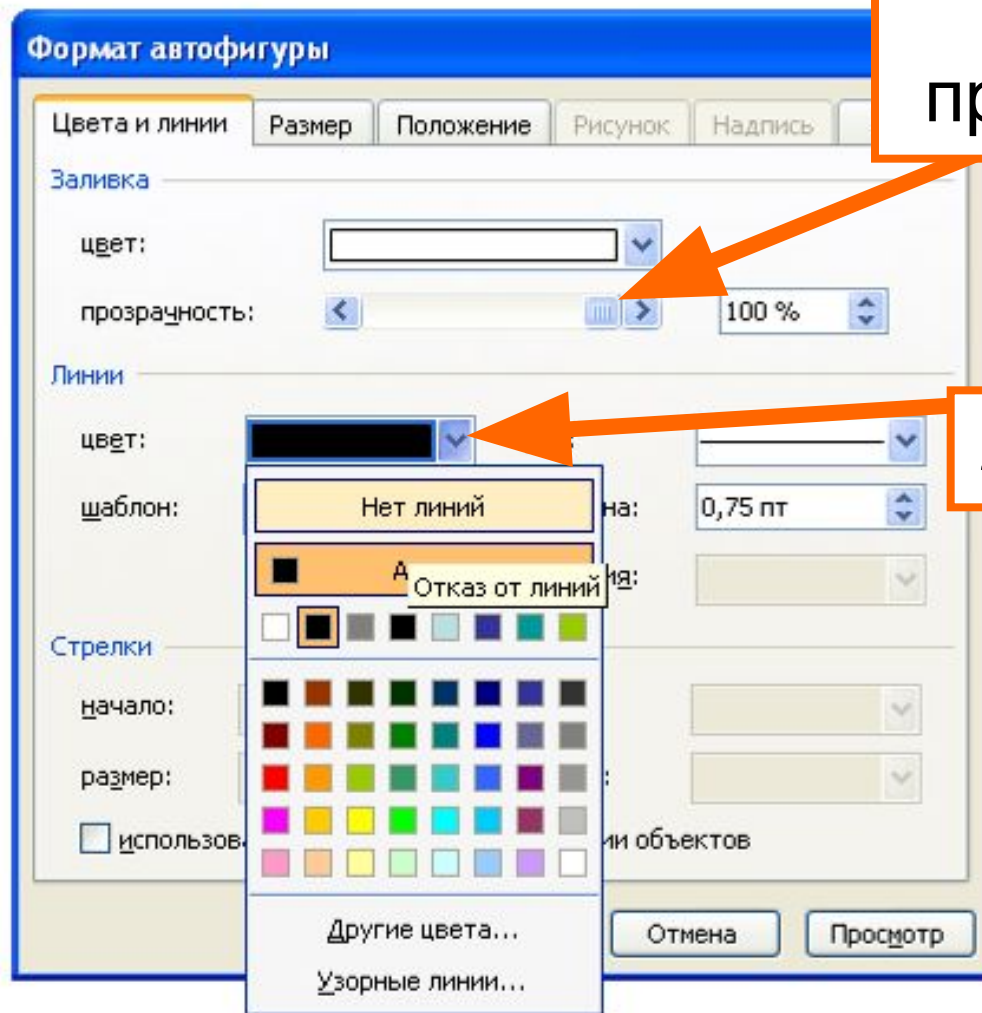 Формат автофигуры
пр
Цвета и линии Размер Положение Рисунок Надпись
Заливка
цвет:
прозрачность: 100 %
Линии
цвет:
шаблон: Нет линий на: 0,75 пт
А
Отказ от линий ия:
Стрелки
начало:
размер:
использов ии объектов
Другие цвета... Отмена Просмотр
Узорные линии...